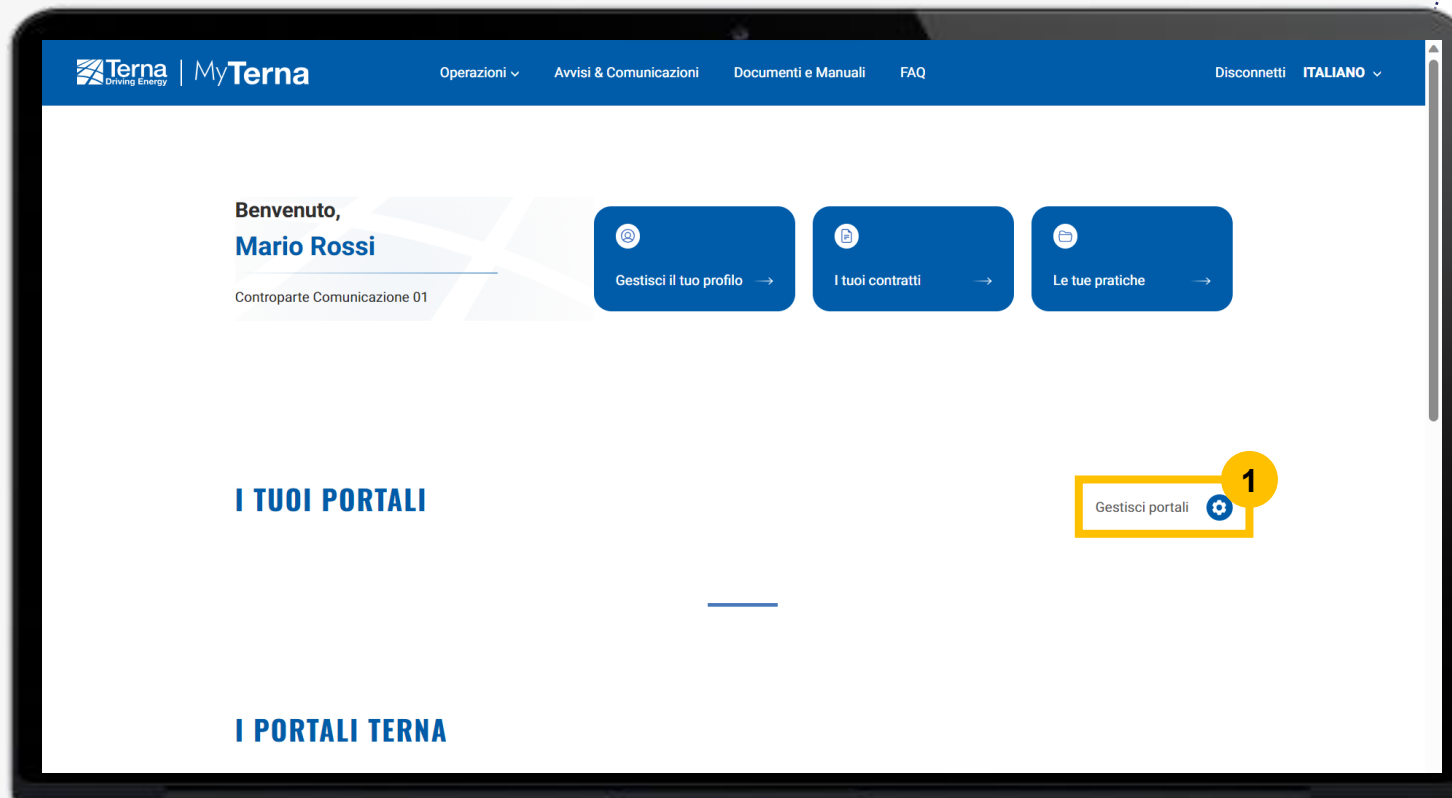 Terna
Driving Energy
MyTerna
Operazioni
Avvisi & Comunicazioni
Documenti e Manuali
FAQ
Disconnetti
ITALIANO
Benvenuto,
Mario Rossi
Controparte Comunicazione 01
Gestisci il tuo profilo
I tuoi contratti
Le tue pratiche
I TUOI PORTALI
Gestisci portali
1
I PORTALI TERNA